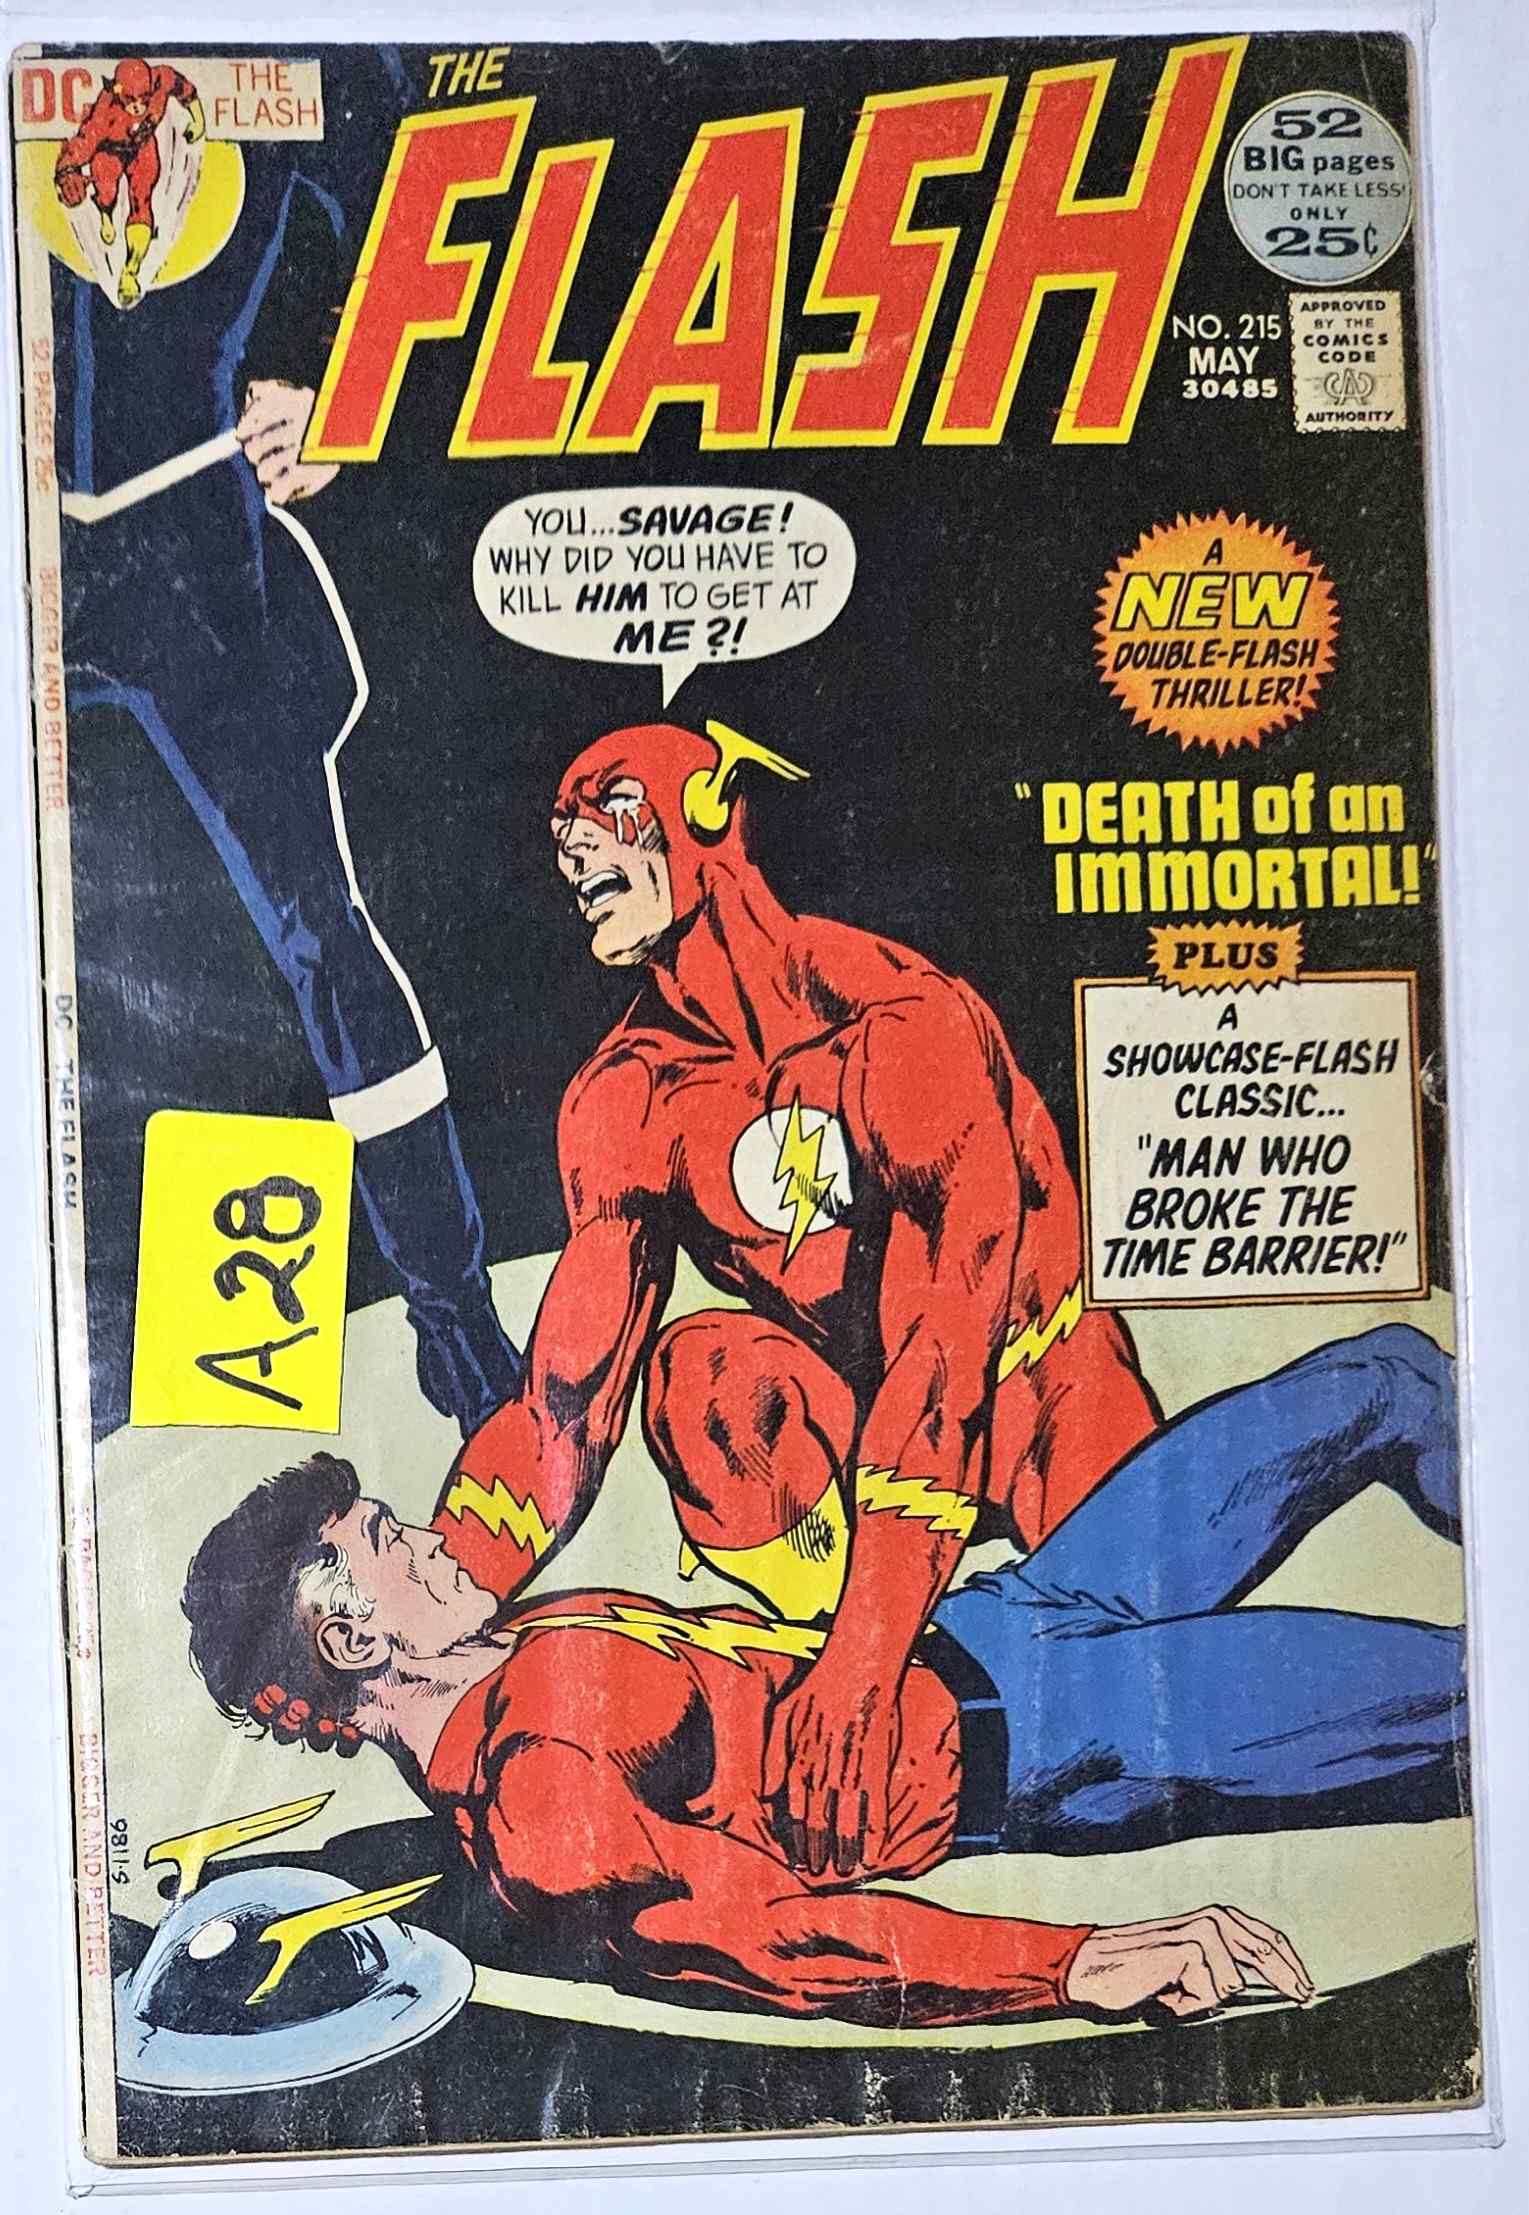 DC
THE
FLASH
THE
FLASH
52
BIG pages
DON'T TAKE LESS!
ONLY
25¢
NO. 215
MAY
30485
APPROVED
BY THE
COMICS
CODE
CA
AUTHORITY
YOU...SAVAGE!
WHY DID YOU HAVE TO
KILL HIM TO GET AT
ME?!
A
NEW
DOUBLE-FLASH
THRILLER!
"DEATH of an
IMMORTAL!"
PLUS
A
SHOWCASE-FLASH
CLASSIC...
"MAN WHO
BROKE THE
TIME BARRIER!"
A28
S-1186
52 PAGES 25¢
BIGGER AND BETTER
DC THE FLASH
BIGGER AND BETTER